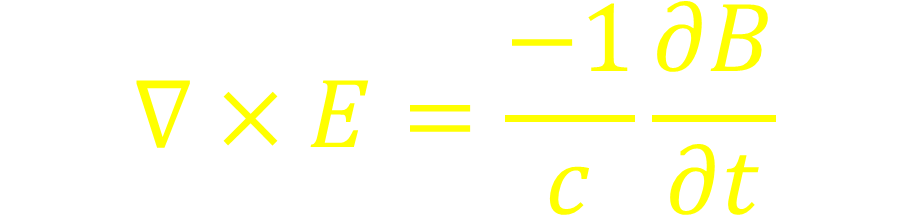 ∇ × E = −1/c ∂B/∂t